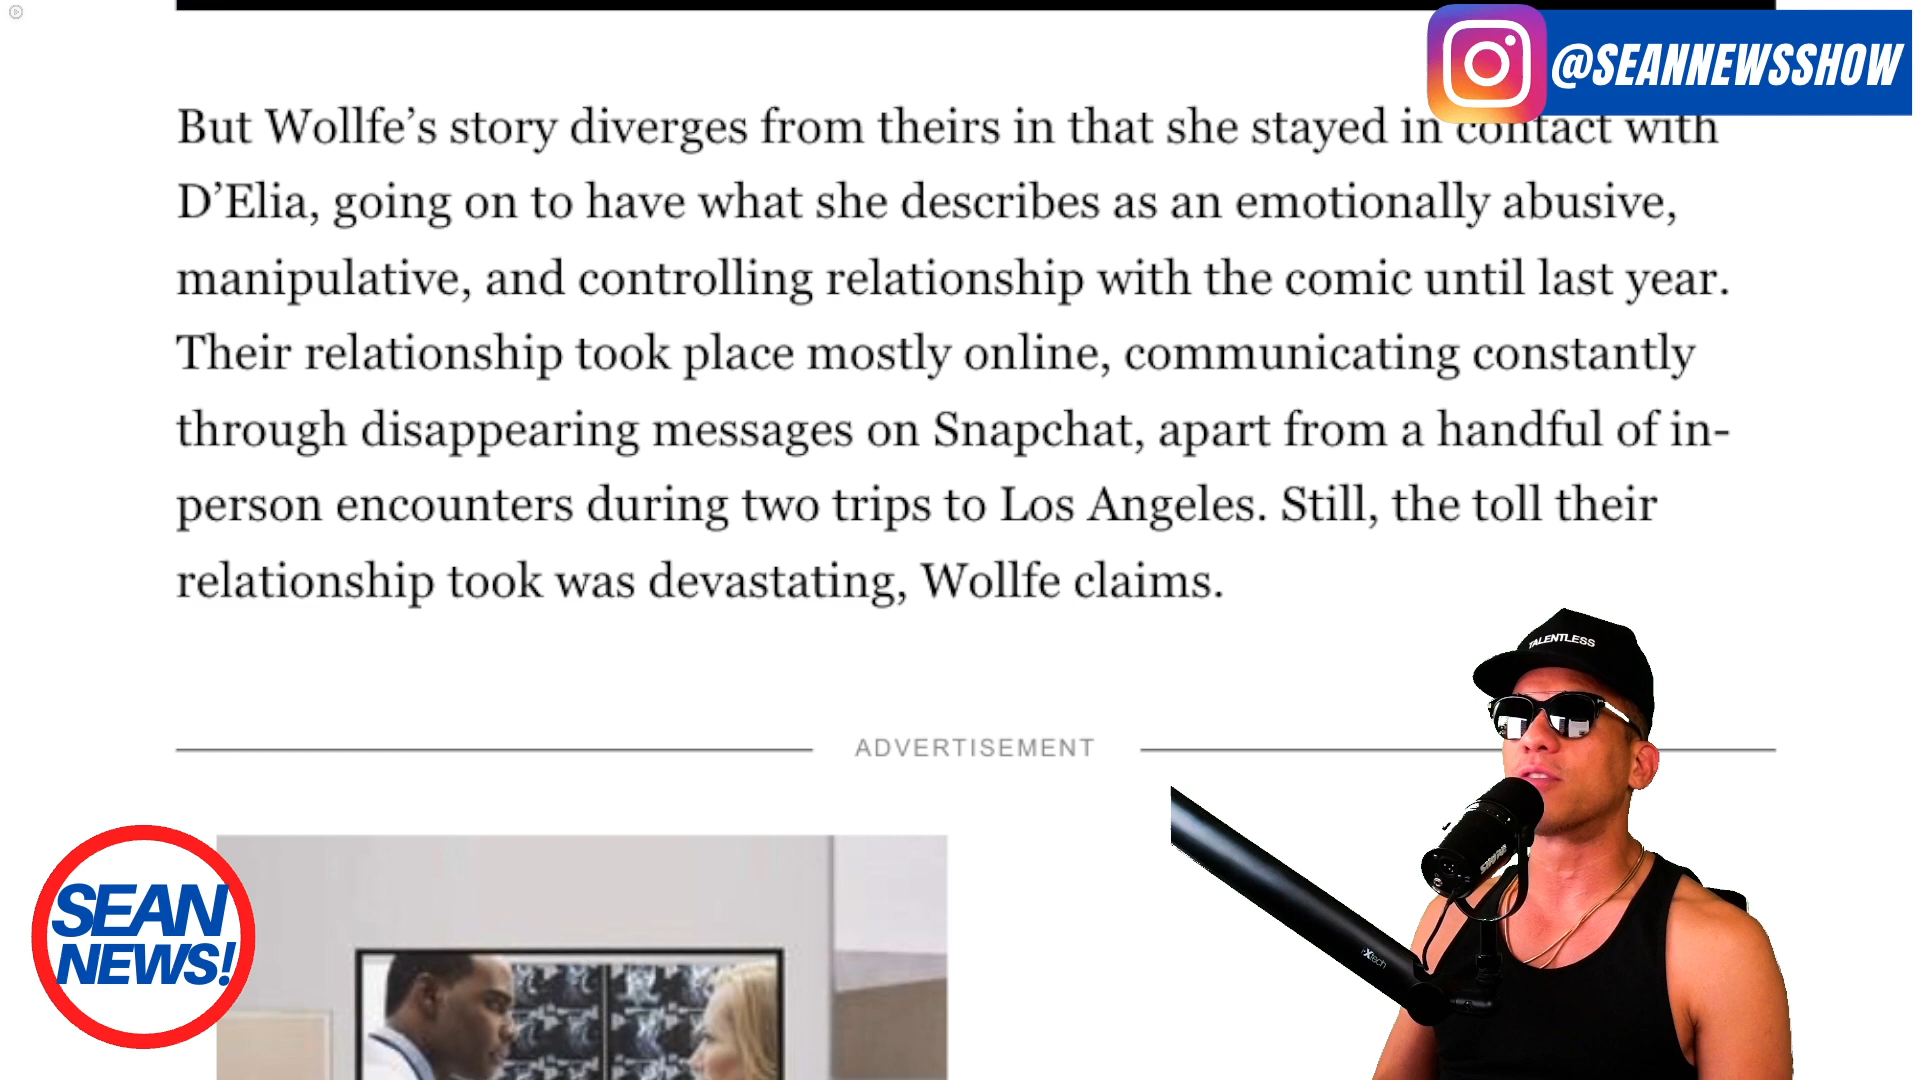 @SEANNEWSSHOW
But Wollfe’s story diverges from theirs in that she stayed in contact with
D’Elia, going on to have what she describes as an emotionally abusive,
manipulative, and controlling relationship with the comic until last year.
Their relationship took place mostly online, communicating constantly
through disappearing messages on Snapchat, apart from a handful of in-
person encounters during two trips to Los Angeles. Still, the toll their
relationship took was devastating, Wollfe claims.
TALENTLESS
ADVERTISEMENT
SHURE
SEAN
NEWS!